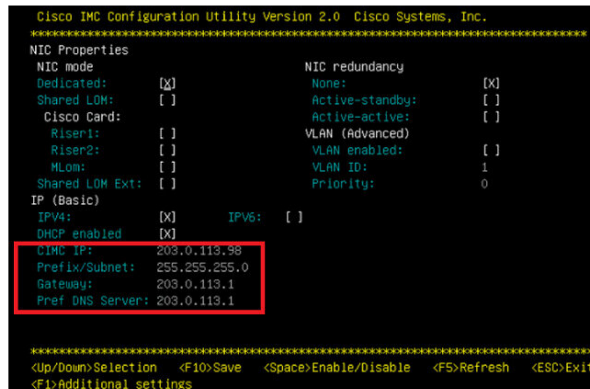 Cisco IMC Configuration Utility Version 2.0  Cisco Systems, Inc.
************************************************************************************
NIC Properties
NIC mode NIC redundancy
Dedicated: [X] None: [X]
Shared LOM: [ ] Active-standby: [ ]
Cisco Card: Active-active: [ ]
Riser1: [ ] VLAN (Advanced)
Riser2: [ ] VLAN enabled: [ ]
MLom: [ ] VLAN ID: 1
Shared LOM Ext: [ ] Priority: 0
IP (Basic)
IPV4: [X] IPV6: [ ]
DHCP enabled [X]
CIMC IP: 203.0.113.98
Prefix/Subnet: 255.255.255.0
Gateway: 203.0.113.1
Pref DNS Server: 203.0.113.1
************************************************************************************
<Up/Down>Selection <F10>Save <Space>Enable/Disable <F5>Refresh <ESC>Exit
<F1>Additional settings